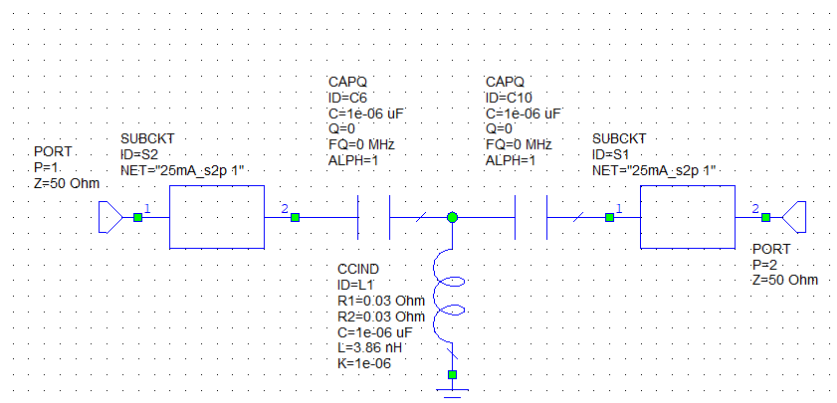 CAPQ
ID=C6
C=1e-06 uF
Q=0
FQ=0 MHz
ALPH=1
CAPQ
ID=C10
C=1e-06 uF
Q=0
FQ=0 MHz
ALPH=1
PORT
P=1
Z=50 Ohm
SUBCKT
ID=S2
NET="25mA_s2p 1"
SUBCKT
ID=S1
NET="25mA_s2p 1"
1
2
1
2
CCIND
ID=L1
R1=0.03 Ohm
R2=0.03 Ohm
C=1e-06 uF
L=3.86 nH
K=1e-06
PORT
P=2
Z=50 Ohm